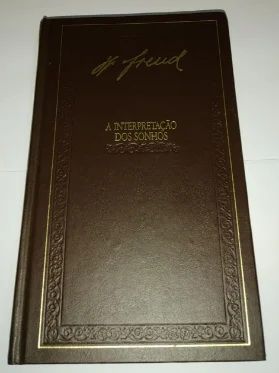 Freud
A INTERPRETAÇÃO
DOS SONHOS